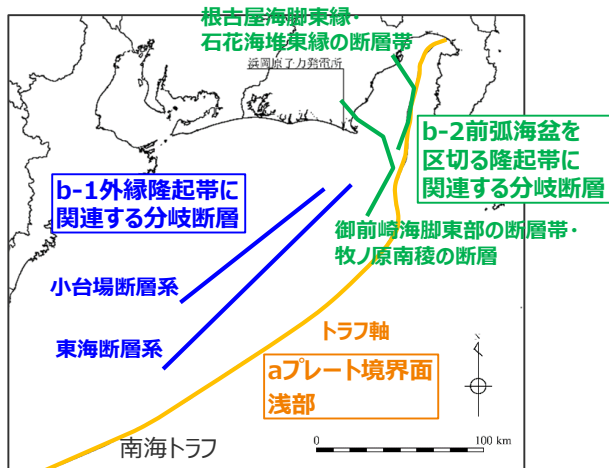 根古屋海脚東縁・
石花海堆東縁の断層帯
浜岡原子力発電所
b-2前弧海盆を
区切る隆起帯に
関連する分岐断層
b-1外縁隆起帯に
関連する分岐断層
御前崎海脚東部の断層帯・
牧ノ原南稜の断層
小台場断層系
東海断層系
トラフ軸
aプレート境界面
浅部
N
南海トラフ
0 100 km